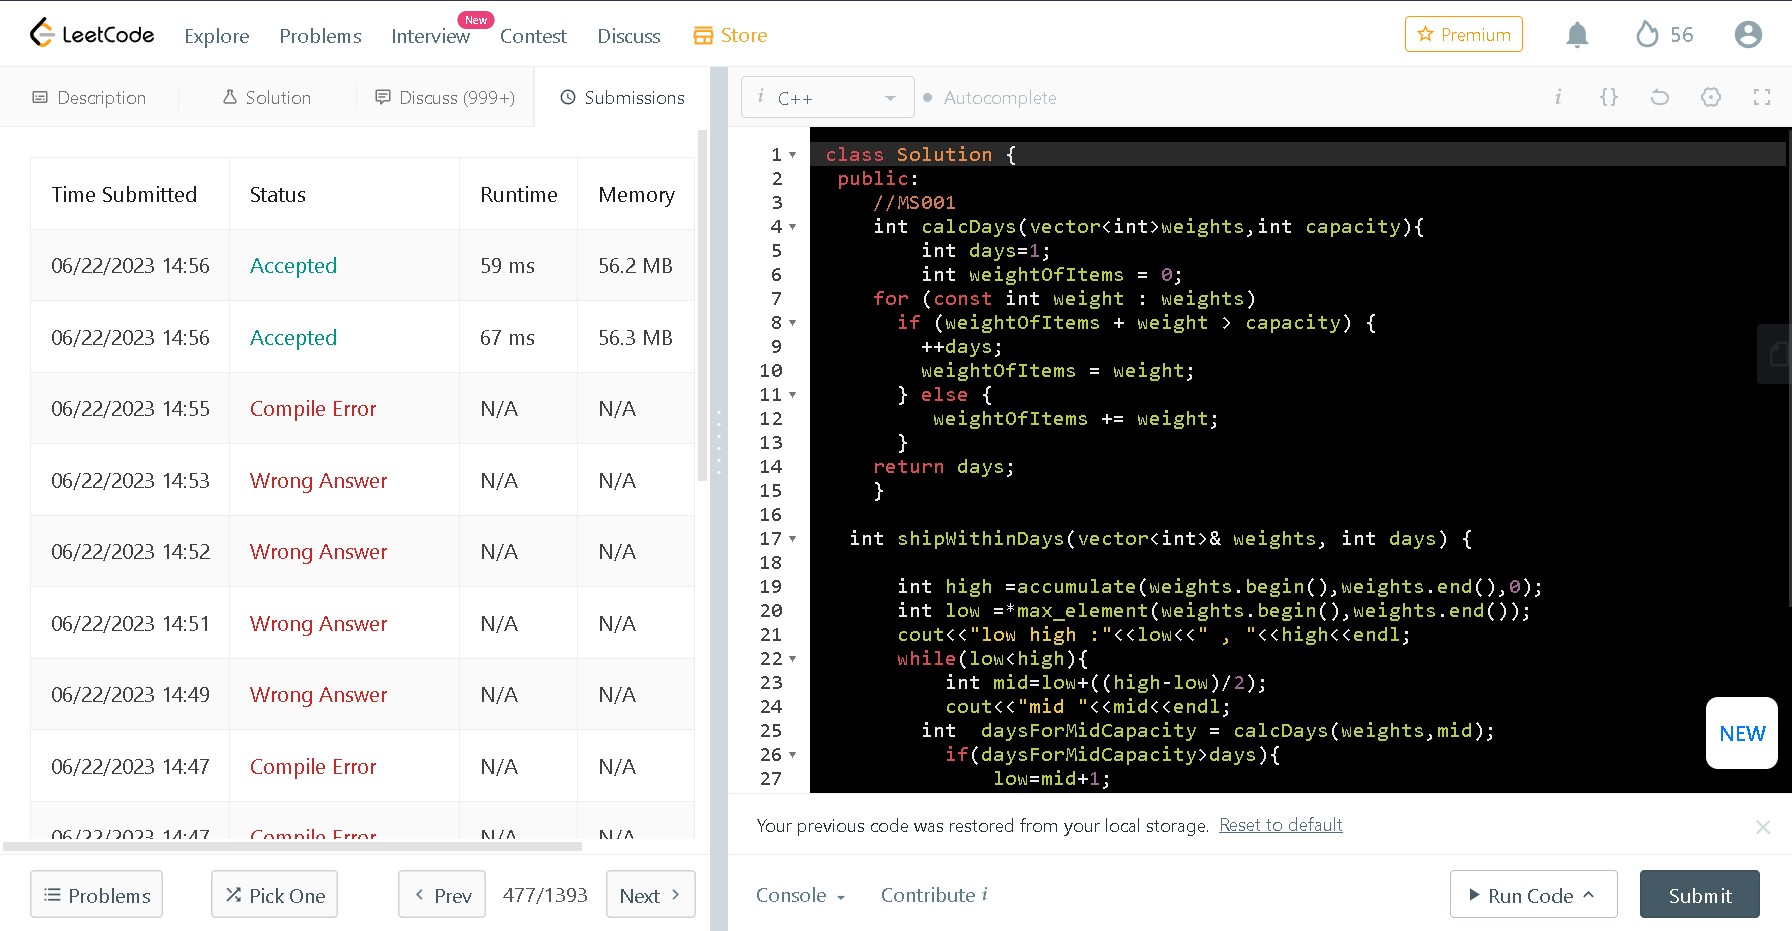 LeetCode Explore Problems Interview New Contest Discuss Store Premium 56
Description Solution Discuss (999+) Submissions
i C++ Autocomplete i {}
Time Submitted Status Runtime Memory
06/22/2023 14:56 Accepted 59 ms 56.2 MB
06/22/2023 14:56 Accepted 67 ms 56.3 MB
06/22/2023 14:55 Compile Error N/A N/A
06/22/2023 14:53 Wrong Answer N/A N/A
06/22/2023 14:52 Wrong Answer N/A N/A
06/22/2023 14:51 Wrong Answer N/A N/A
06/22/2023 14:49 Wrong Answer N/A N/A
06/22/2023 14:47 Compile Error N/A N/A
06/22/2023 14:47 Compile Error N/A N/A
Problems Pick One Prev 477/1393 Next
1 class Solution {
2 public:
3 //MS001
4 int calcDays(vector<int>weights,int capacity){
5 int days=1;
6 int weightOfItems = 0;
7 for (const int weight : weights)
8 if (weightOfItems + weight > capacity) {
9 ++days;
10 weightOfItems = weight;
11 } else {
12 weightOfItems += weight;
13 }
14 return days;
15 }
16
17 int shipWithinDays(vector<int>& weights, int days) {
18
19 int high =accumulate(weights.begin(),weights.end(),0);
20 int low =*max_element(weights.begin(),weights.end());
21 cout<<"low high :"<<low<<" , "<<high<<endl;
22 while(low<high){
23 int mid=low+((high-low)/2);
24 cout<<"mid "<<mid<<endl;
25 int daysForMidCapacity = calcDays(weights,mid);
26 if(daysForMidCapacity>days){
27 low=mid+1;
NEW
Your previous code was restored from your local storage. Reset to default
Console Contribute i Run Code Submit